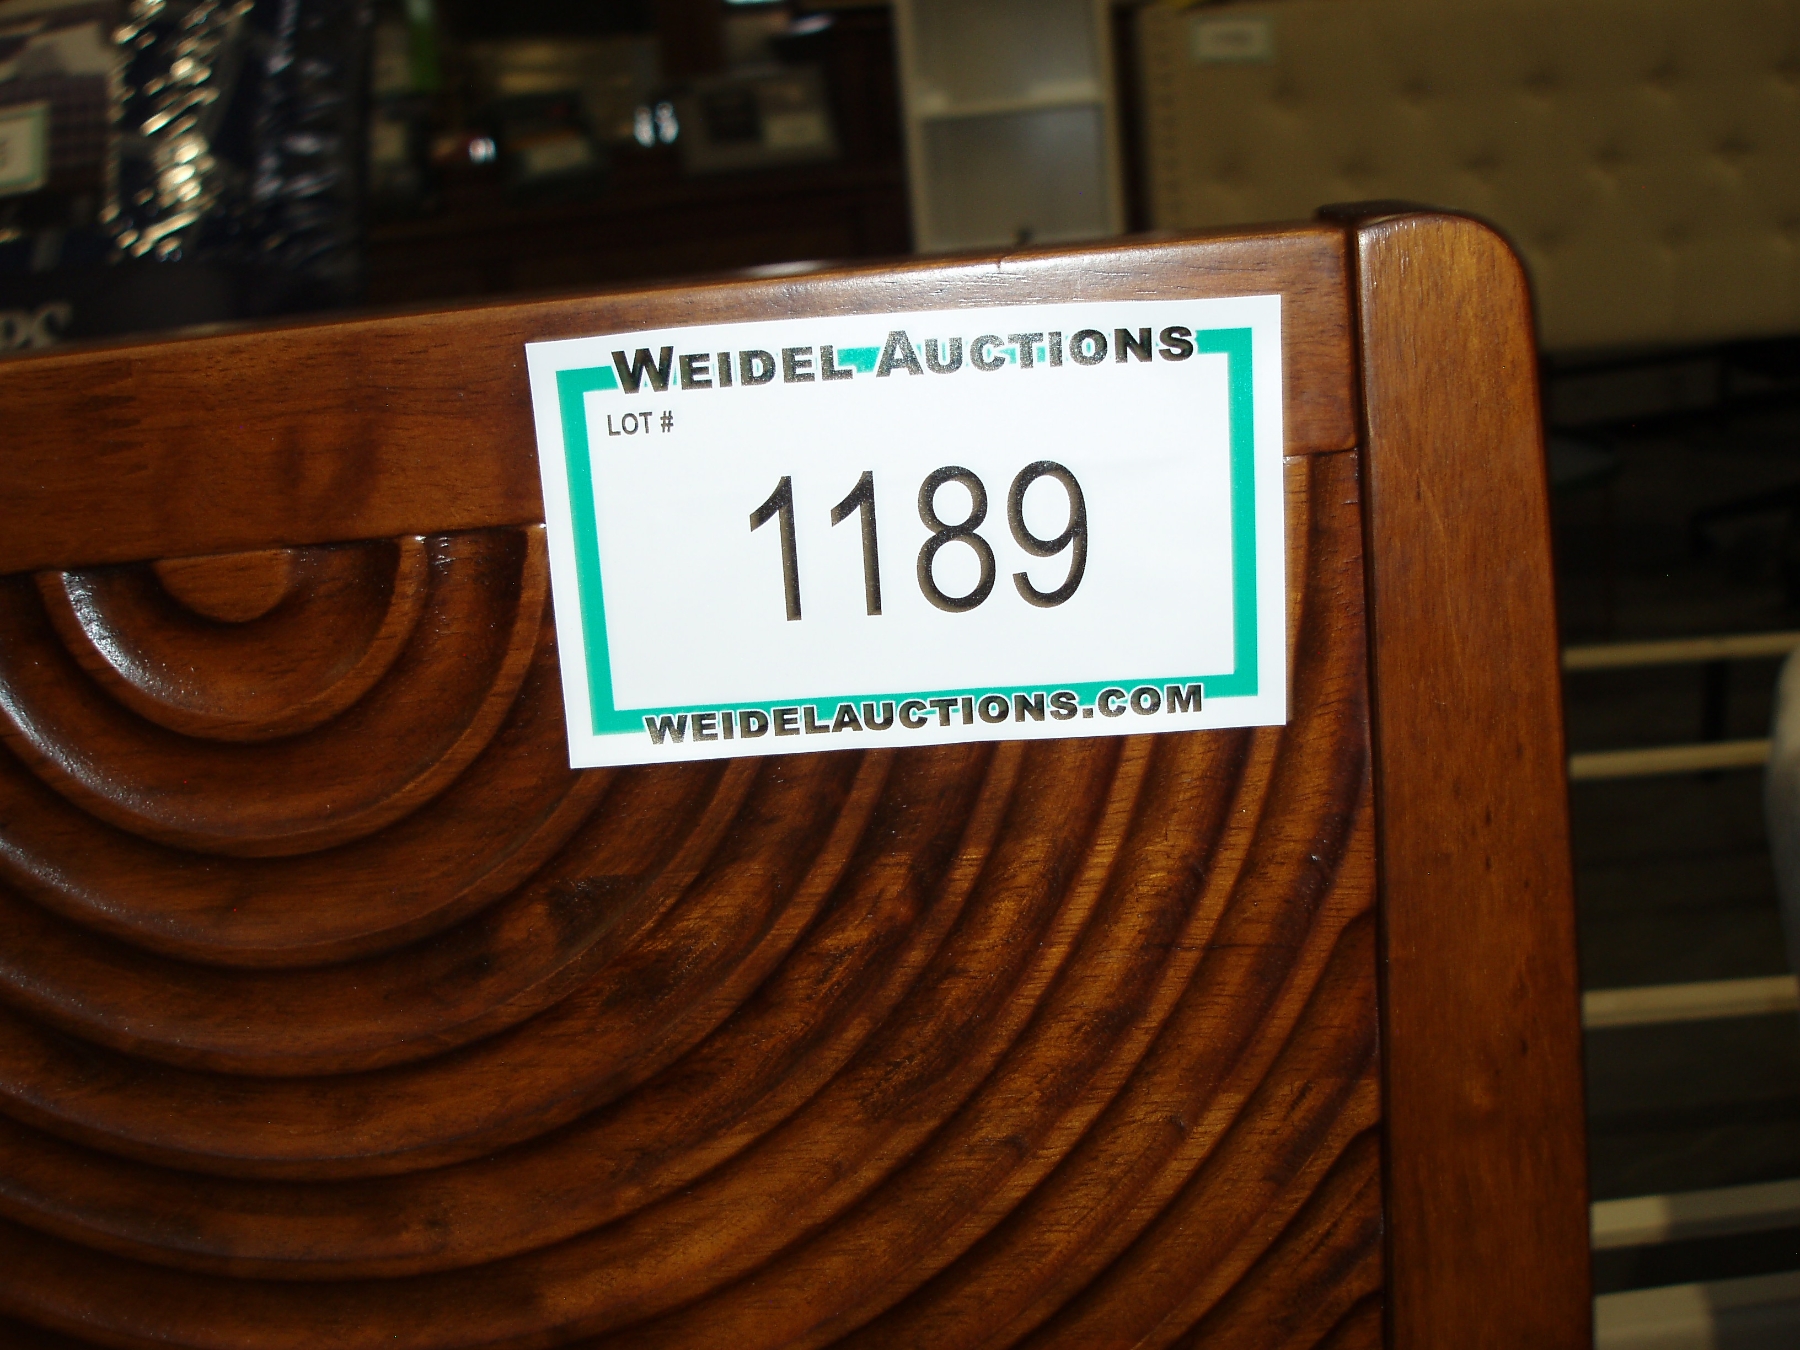 WEIDEL AUCTIONS
LOT #
1189
WEIDELAUCTIONS.COM